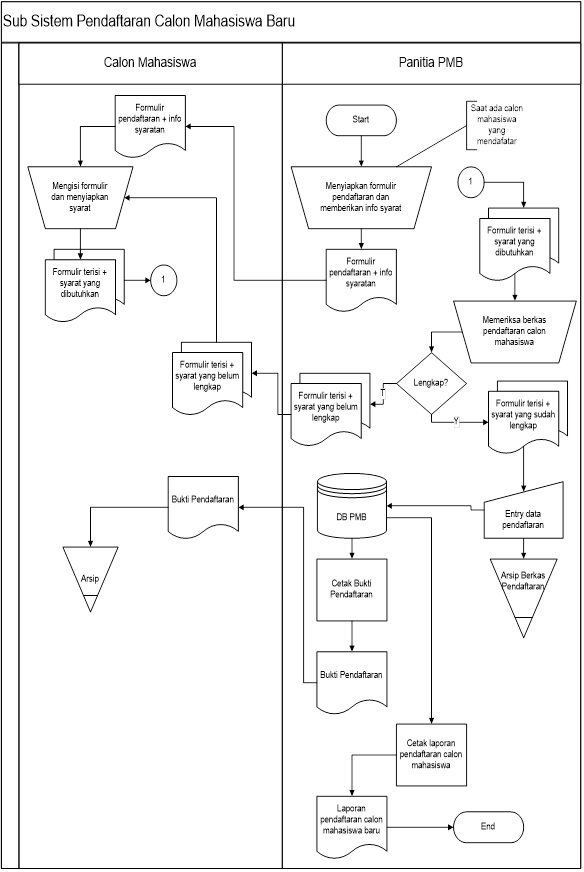 Sub Sistem Pendaftaran Calon Mahasiswa Baru
Calon Mahasiswa
Panitia PMB
Formulir
pendaftaran + info
syaratan
Start
Saat ada calon
mahasiswa
yang
mendafatar
Mengisi formulir
dan menyiapkan
syarat
Menyiapkan formulir
pendaftaran dan
memberikan info syarat
1
Formulir terisi +
syarat yang
dibutuhkan
Formulir terisi +
syarat yang
dibutuhkan
1
Formulir
pendaftaran + info
syaratan
Memeriksa berkas
pendaftaran calon
mahasiswa
Formulir terisi +
syarat yang belum
lengkap
Formulir terisi +
syarat yang belum
lengkap
T
Lengkap?
Y
Formulir terisi +
syarat yang sudah
lengkap
Bukti Pendaftaran
DB PMB
Entry data
pendaftaran
Arsip
Cetak Bukti
Pendaftaran
Arsip Berkas
Pendaftaran
Bukti Pendaftaran
Cetak laporan
pendaftaran calon
mahasiswa
Laporan
pendaftaran calon
mahasiswa baru
End